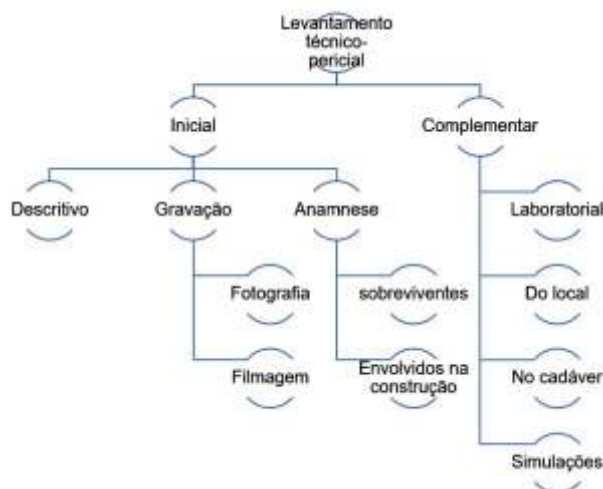 Levantamento
técnico-
pericial
Inicial
Complementar
Descritivo
Gravação
Anamnese
Laboratorial
Fotografia
sobreviventes
Do local
Filmagem
Envolvidos na
construção
No cadáver
Simulações